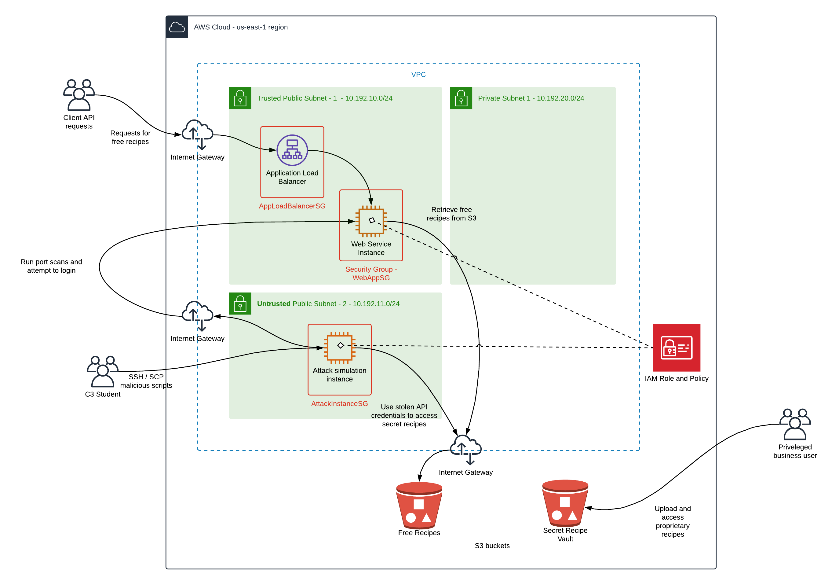 AWS Cloud - us-east-1 region
VPC
Trusted Public Subnet - 1 - 10.192.10.0/24
Private Subnet 1 - 10.192.20.0/24
Client API
requests
Requests for
free recipes
Internet Gateway
Application Load
Balancer
AppLoadBalancerSG
Retrieve free
recipes from S3
Web Service
Instance
Security Group -
WebAppSG
Run port scans and
attempt to login
Untrusted Public Subnet - 2 - 10.192.11.0/24
Internet Gateway
Attack simulation
instance
AttackInstanceSG
SSH / SCP
malicious scripts
C3 Student
IAM Role and Policy
Use stolen API
credentials to access
secret recipes
Internet Gateway
Priveleged
business user
Free Recipes
Secret Recipe
Vault
Upload and
access
proprietary
recipes
S3 buckets